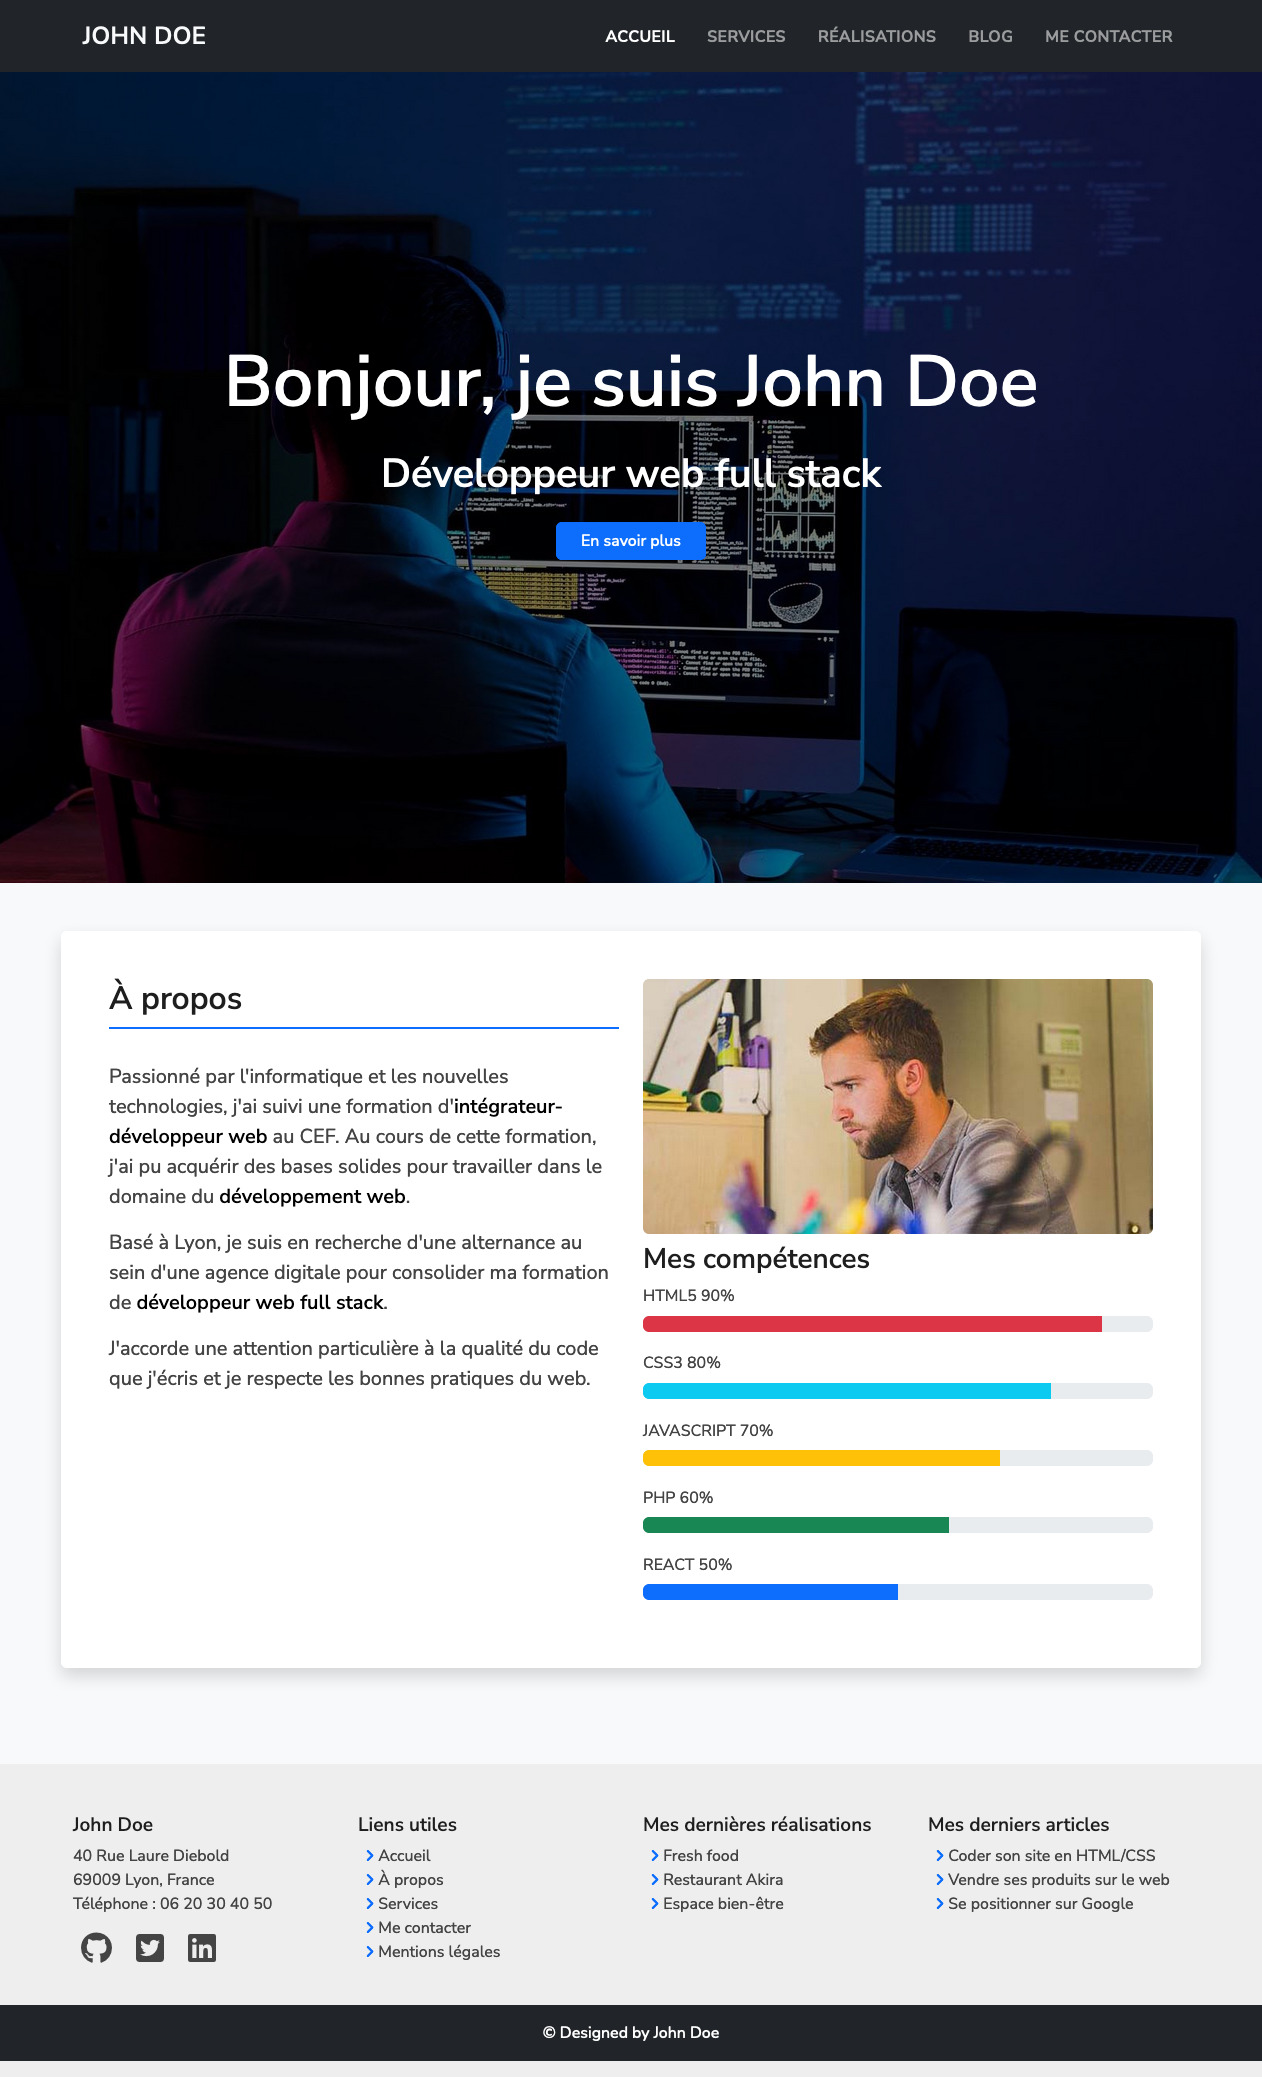 JOHN DOE
ACCUEIL SERVICES RÉALISATIONS BLOG ME CONTACTER
Bonjour, je suis John Doe
Développeur web full stack
En savoir plus
À propos
Passionné par l'informatique et les nouvelles
technologies, j'ai suivi une formation d'intégrateur-
développeur web au CEF. Au cours de cette formation,
j'ai pu acquérir des bases solides pour travailler dans le
domaine du développement web.
Basé à Lyon, je suis en recherche d'une alternance au
sein d'une agence digitale pour consolider ma formation
de développeur web full stack.
J'accorde une attention particulière à la qualité du code
que j'écris et je respecte les bonnes pratiques du web.
Mes compétences
HTML5 90%
CSS3 80%
JAVASCRIPT 70%
PHP 60%
REACT 50%
John Doe
40 Rue Laure Diebold
69009 Lyon, France
Téléphone : 06 20 30 40 50
Liens utiles
Accueil
À propos
Services
Me contacter
Mentions légales
Mes dernières réalisations
Fresh food
Restaurant Akira
Espace bien-être
Mes derniers articles
Coder son site en HTML/CSS
Vendre ses produits sur le web
Se positionner sur Google
© Designed by John Doe